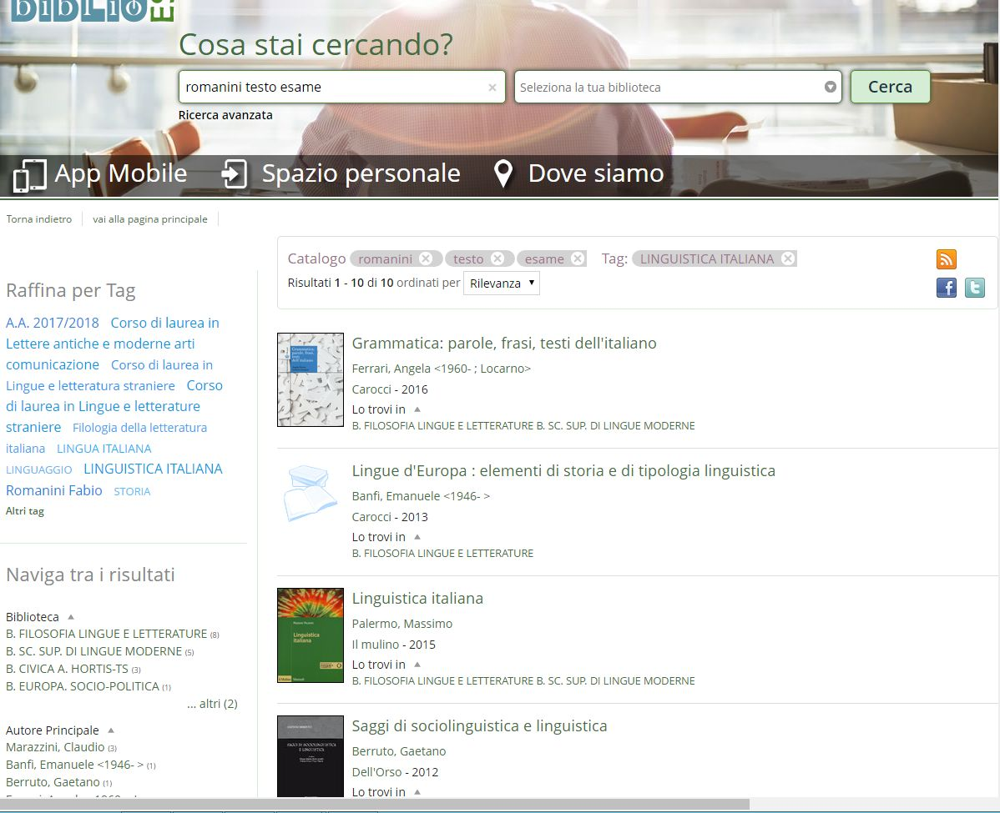 biblio
Cosa stai cercando?
romanini testo esame ×
Seleziona la tua biblioteca
Cerca
Ricerca avanzata
App Mobile
Spazio personale
Dove siamo
Torna indietro
vai alla pagina principale
Raffina per Tag
A.A. 2017/2018 Corso di laurea in
Lettere antiche e moderne arti
comunicazione Corso di laurea in
Lingue e letteratura straniere Corso
di laurea in Lingue e letterature
straniere Filologia della letteratura
italiana LINGUA ITALIANA
LINGUAGGIO LINGUISTICA ITALIANA
Romanini Fabio STORIA
Altri tag
Naviga tra i risultati
Biblioteca
B. FILOSOFIA LINGUE E LETTERATURE (8)
B. SC. SUP. DI LINGUE MODERNE (5)
B. CIVICA A. HORTIS-TS (3)
B. EUROPA. SOCIO-POLITICA (1)
... altri (2)
Autore Principale
Marazzini, Claudio (3)
Banfi, Emanuele <1946- > (1)
Berruto, Gaetano (1)
Catalogo romanini testo esame Tag: LINGUISTICA ITALIANA
Risultati 1 - 10 di 10 ordinati per Rilevanza
Grammatica: parole, frasi, testi dell'italiano
Ferrari, Angela <1960- ; Locarno>
Carocci - 2016
Lo trovi in
B. FILOSOFIA LINGUE E LETTERATURE B. SC. SUP. DI LINGUE MODERNE
Lingue d'Europa : elementi di storia e di tipologia linguistica
Banfi, Emanuele <1946- >
Carocci - 2013
Lo trovi in
B. FILOSOFIA LINGUE E LETTERATURE
Linguistica
italiana
Linguistica italiana
Palermo, Massimo
Il mulino - 2015
Lo trovi in
B. FILOSOFIA LINGUE E LETTERATURE B. SC. SUP. DI LINGUE MODERNE
SAGGI DI SOCIOLINGUISTICA
E LINGUISTICA
Saggi di sociolinguistica e linguistica
Berruto, Gaetano
Dell'Orso - 2012
Lo trovi in